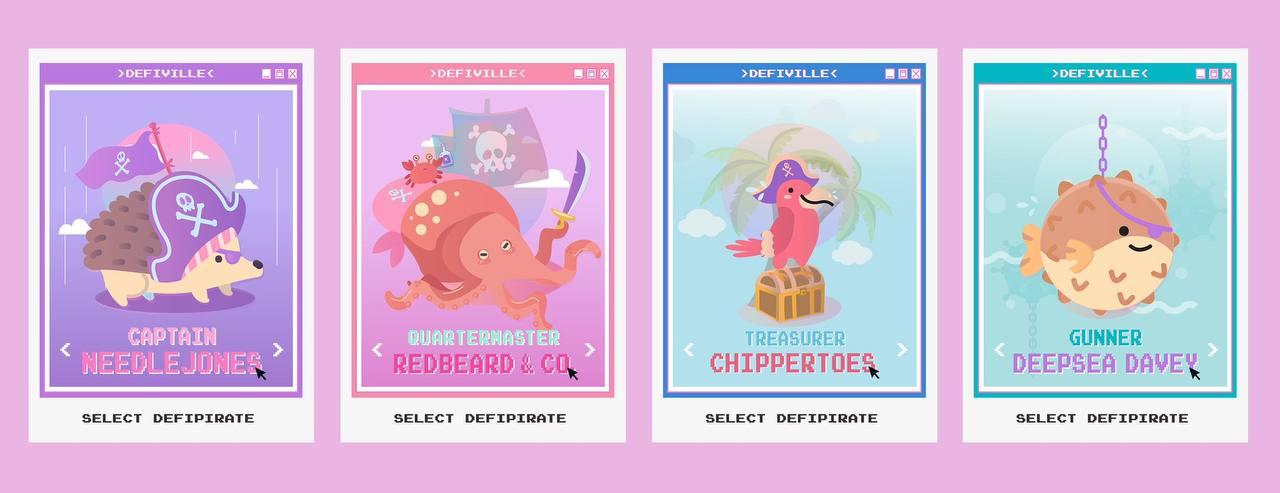 >DEFIVILLE<
CAPTAIN
NEEDLEJONES
SELECT DEFIPIRATE
>DEFIVILLE<
QUARTERMASTER
REDBEARD & CO
SELECT DEFIPIRATE
>DEFIVILLE<
TREASURER
CHIPPERTOES
SELECT DEFIPIRATE
>DEFIVILLE<
GUNNER
DEEPSEA DAVEY
SELECT DEFIPIRATE